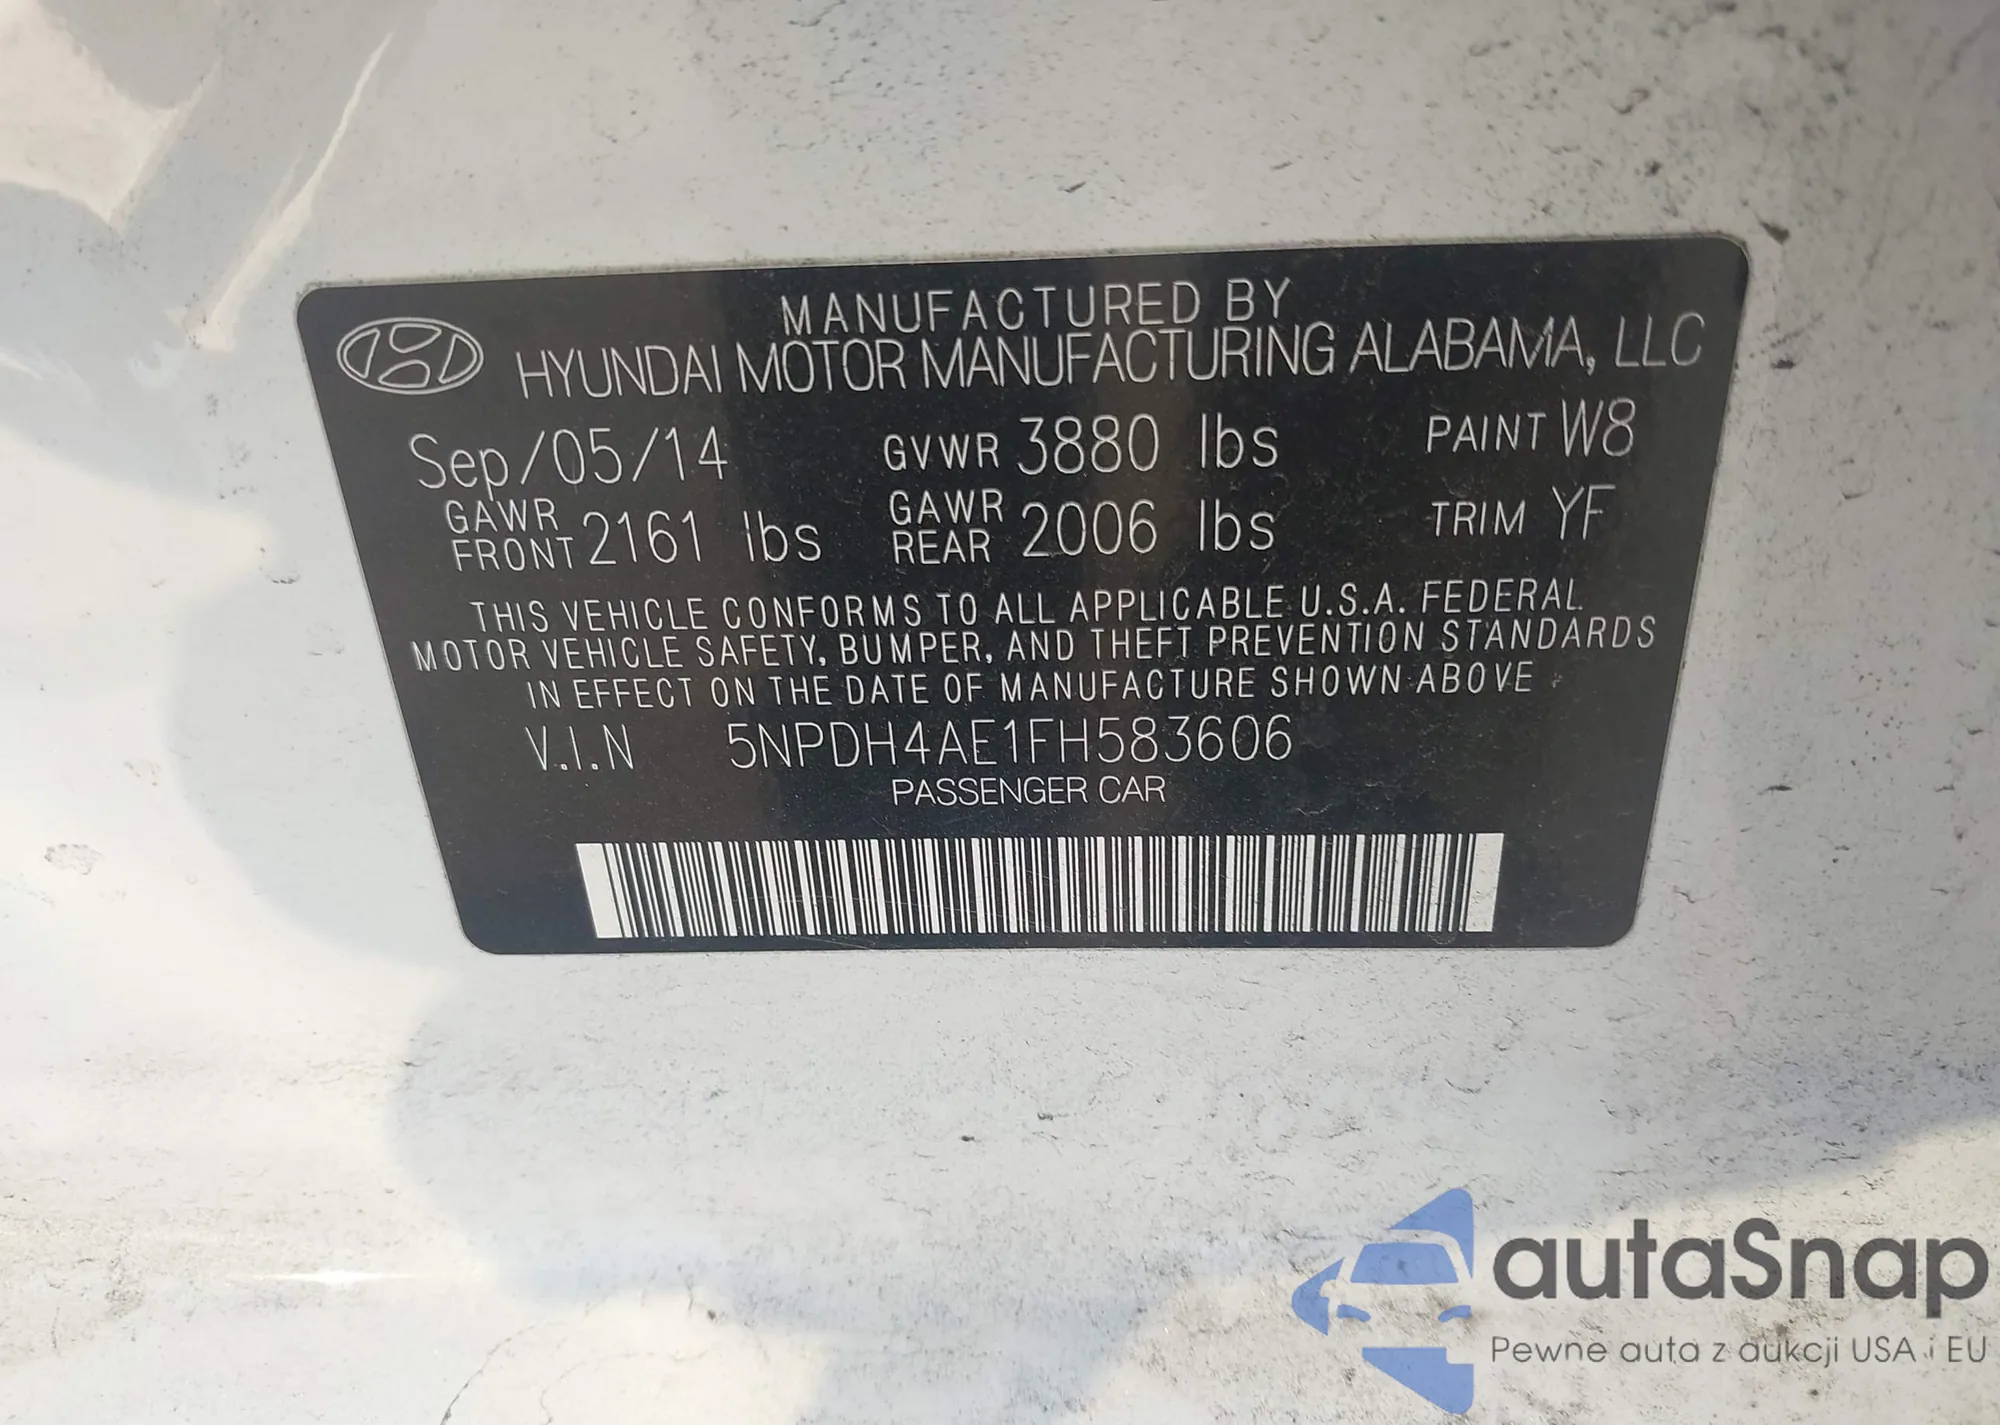 MANUFACTURED BY
HYUNDAI MOTOR MANUFACTURING ALABAMA, LLC
Sep/05/14 GVWR 3880 lbs PAINT W8
GAWR FRONT 2161 lbs GAWR REAR 2006 lbs TRIM YF
THIS VEHICLE CONFORMS TO ALL APPLICABLE U.S.A. FEDERAL
MOTOR VEHICLE SAFETY, BUMPER, AND THEFT PREVENTION STANDARDS
IN EFFECT ON THE DATE OF MANUFACTURE SHOWN ABOVE
V.I.N 5NPDH4AE1FH583606
PASSENGER CAR
autaSnap
Pewne auta z aukcji USA i EU